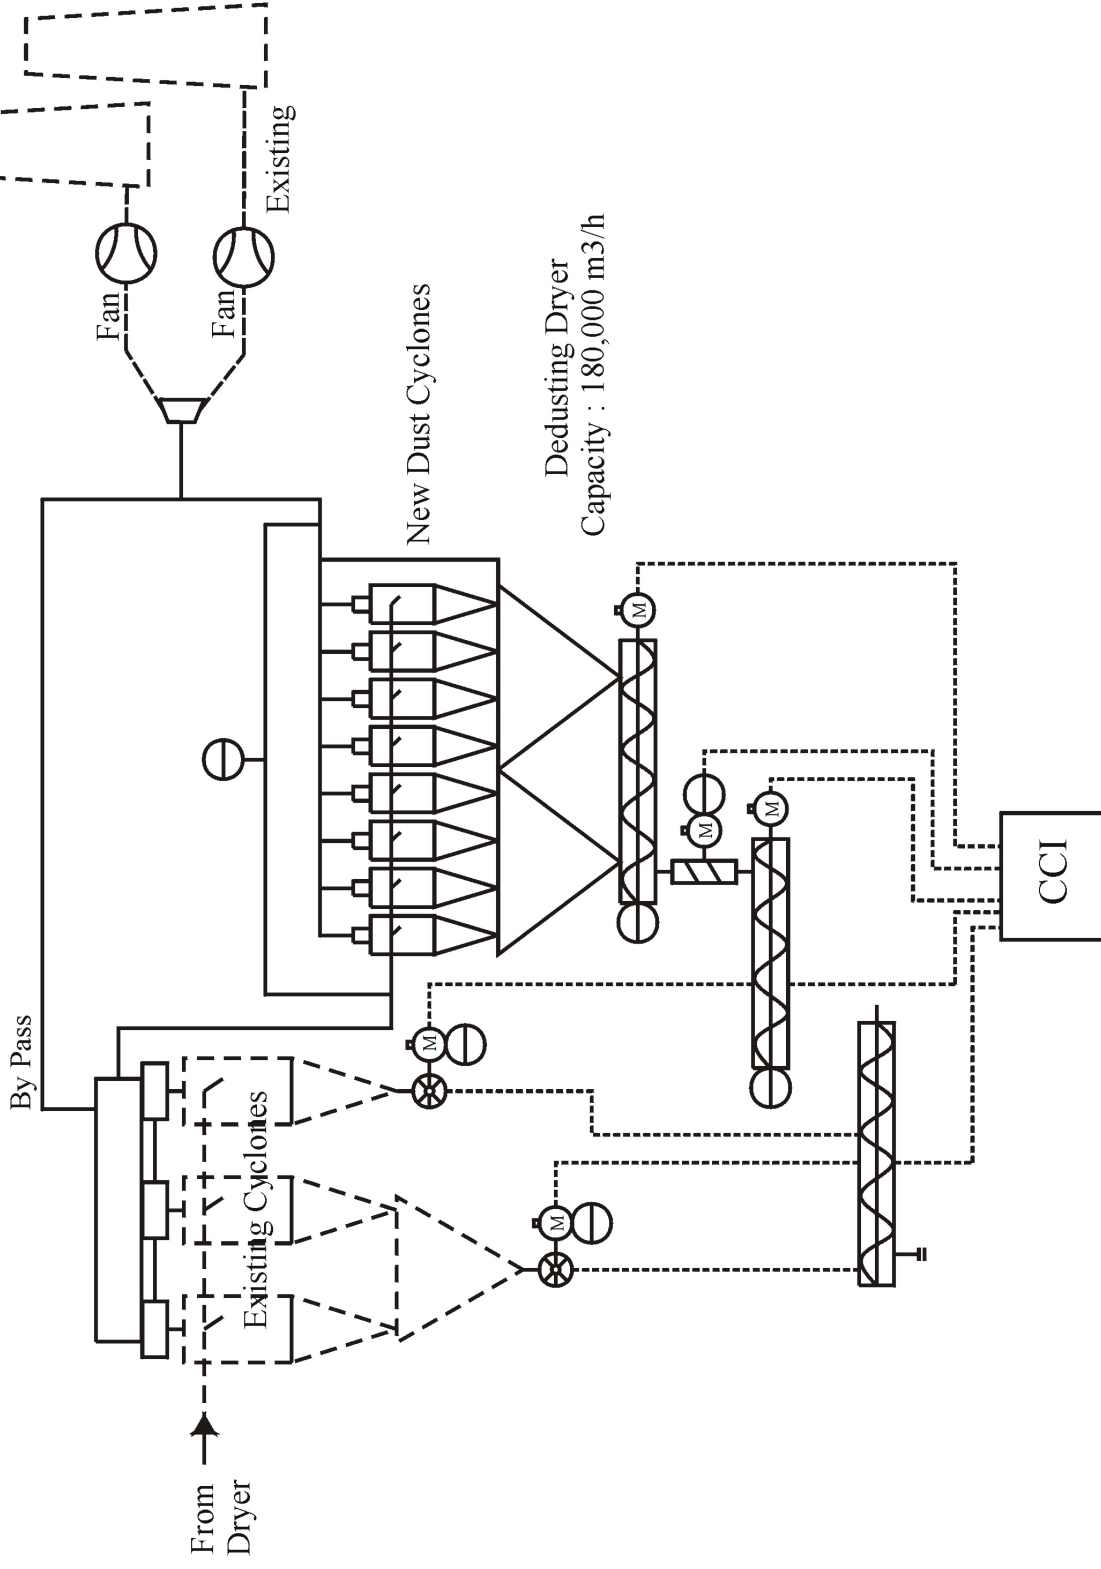 By Pass
From
Dryer
Existing Cyclones
Fan
Fan
Existing
New Dust Cyclones
Dedusting Dryer
Capacity : 180,000 m3/h
M
M
M
M
M
CCI